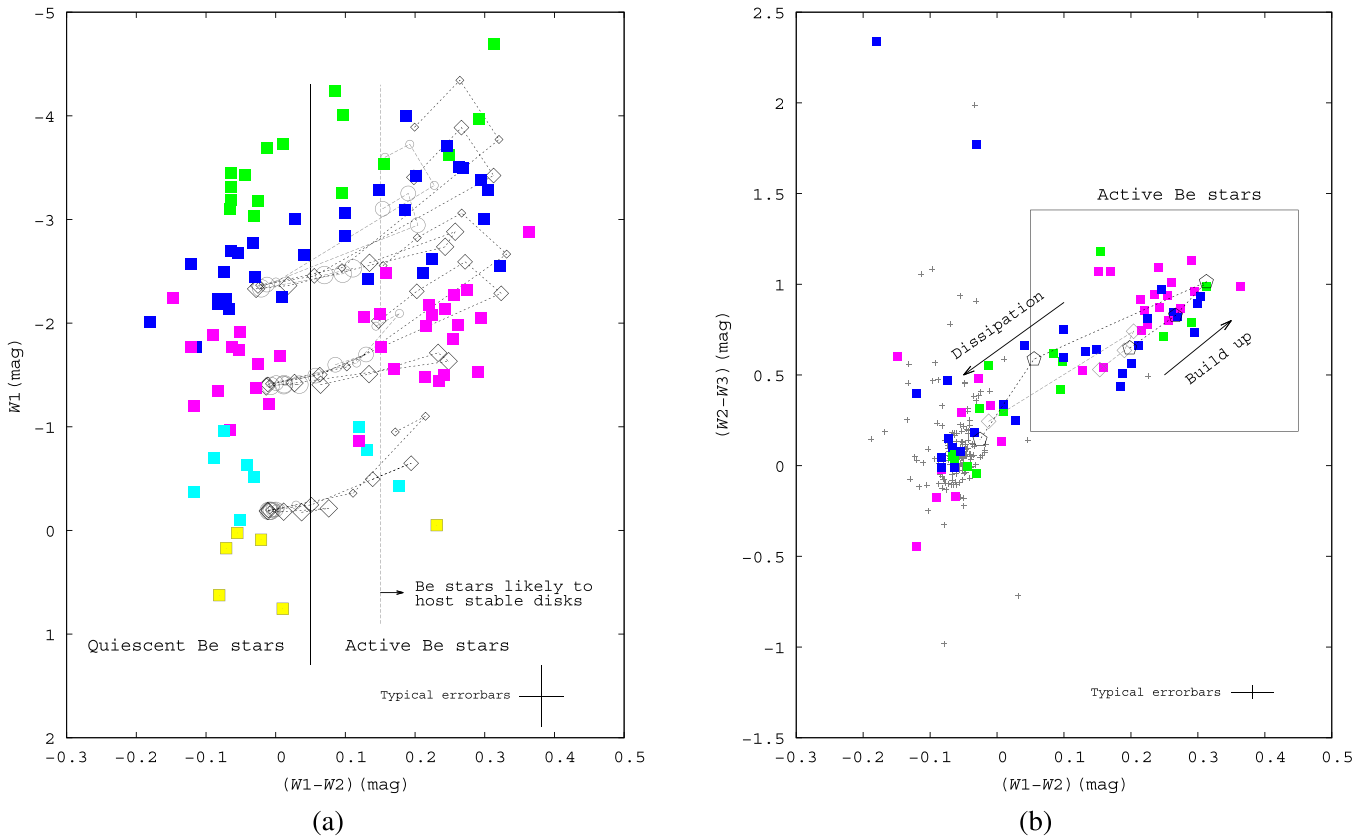 -5
-4
-3
-2
-1
0
1
2
W1(mag)
Be stars likely to
host stable disks
Quiescent Be stars
Active Be stars
Typical errorbars
-0.3
-0.2
-0.1
0
0.1
0.2
0.3
0.4
0.5
(W1-W2)(mag)
(a)
2.5
2
1.5
1
0.5
0
-0.5
-1
-1.5
(W2-W3)(mag)
Active Be stars
Dissipation
Build up
Typical errorbars
-0.3
-0.2
-0.1
0
0.1
0.2
0.3
0.4
0.5
(W1-W2)(mag)
(b)